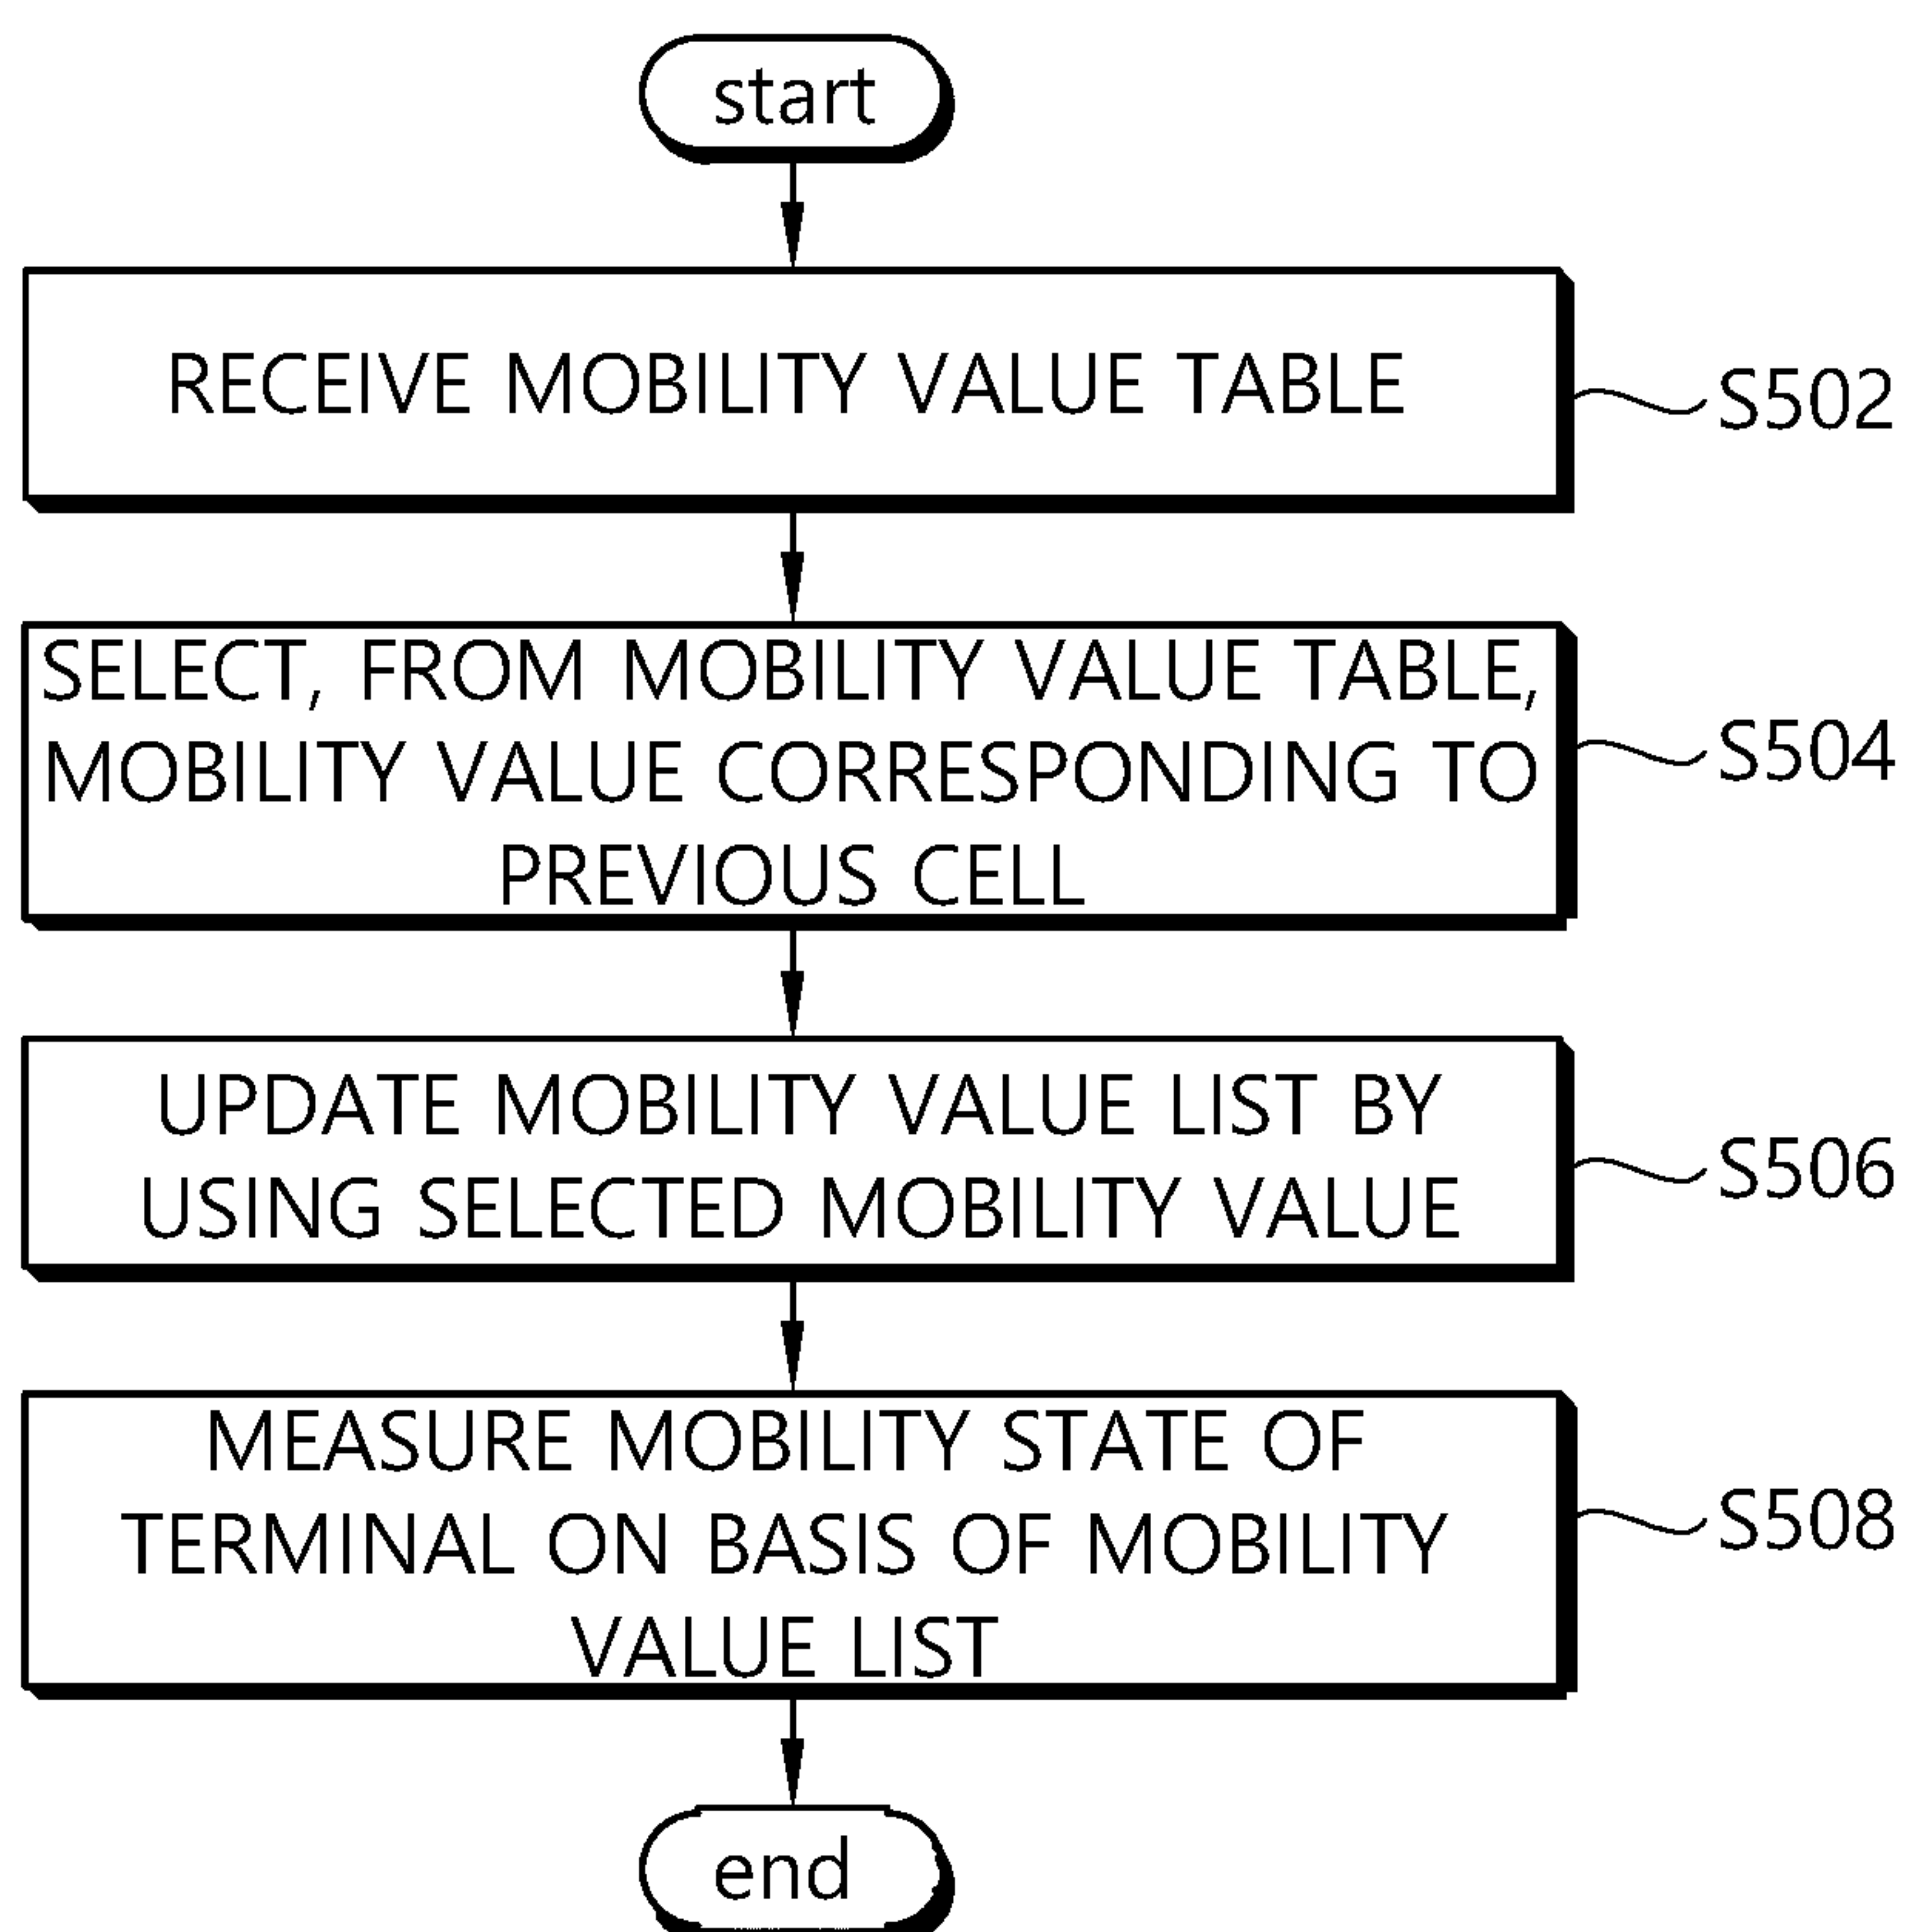 start
RECEIVE MOBILITY VALUE TABLE
S502
SELECT, FROM MOBILITY VALUE TABLE,
MOBILITY VALUE CORRESPONDING TO
PREVIOUS CELL
S504
UPDATE MOBILITY VALUE LIST BY
USING SELECTED MOBILITY VALUE
S506
MEASURE MOBILITY STATE OF
TERMINAL ON BASIS OF MOBILITY
VALUE LIST
S508
end